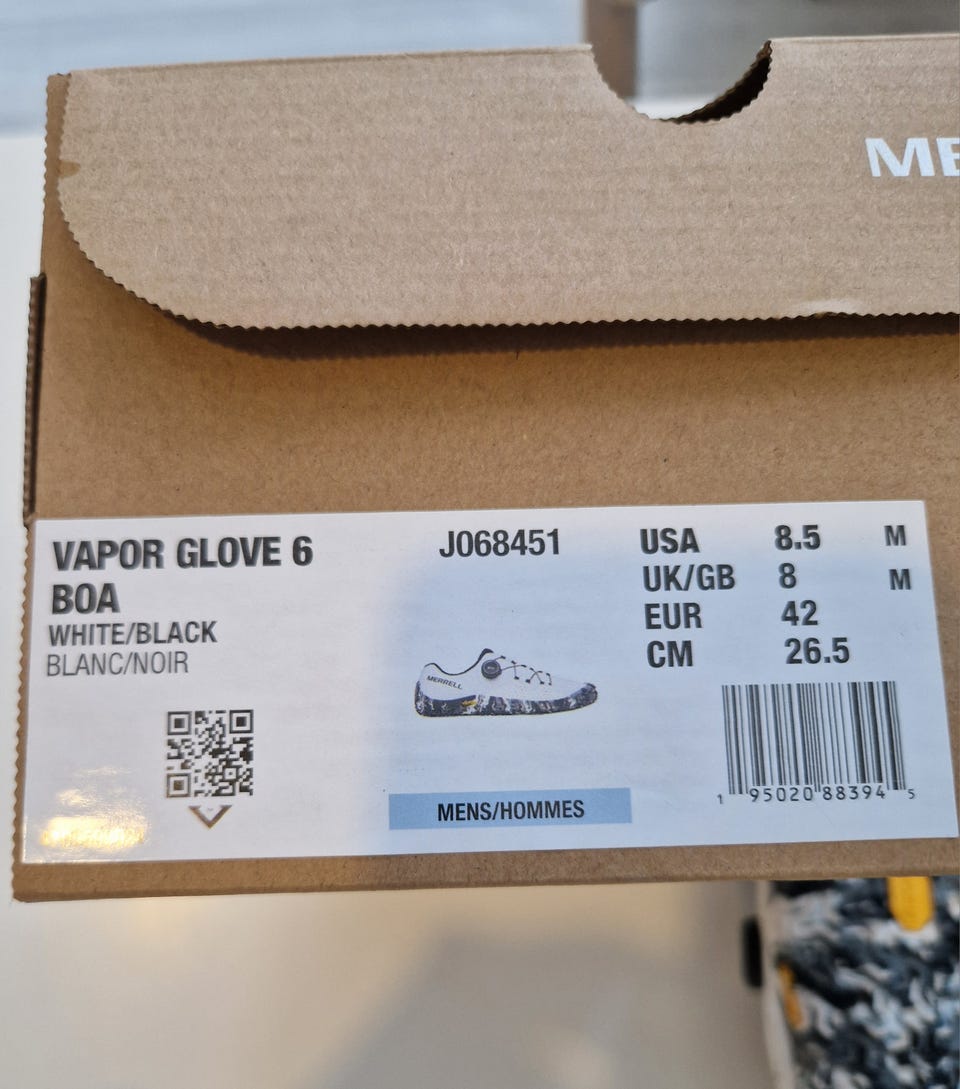 ME
VAPOR GLOVE 6
BOA
WHITE/BLACK
BLANC/NOIR
J068451
MERRELL
MENS/HOMMES
USA 8.5 M
UK/GB 8 M
EUR 42
CM 26.5
1 95020 88394 5